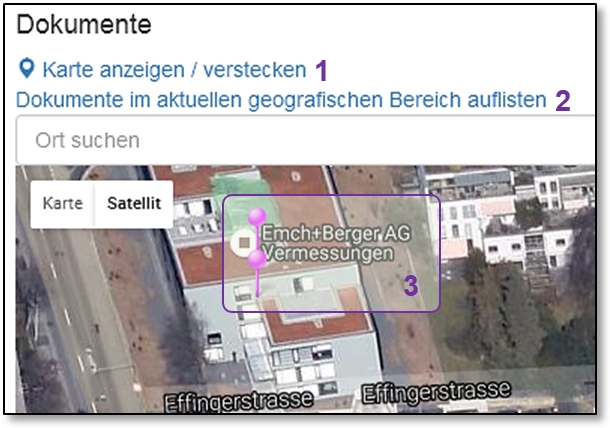 Dokumente
Karte anzeigen / verstecken 1
Dokumente im aktuellen geografischen Bereich auflisten 2
Ort suchen
Karte Satellit
Emch+Berger AG
Vermessungen
3
Effingerstrasse Effingerstrasse